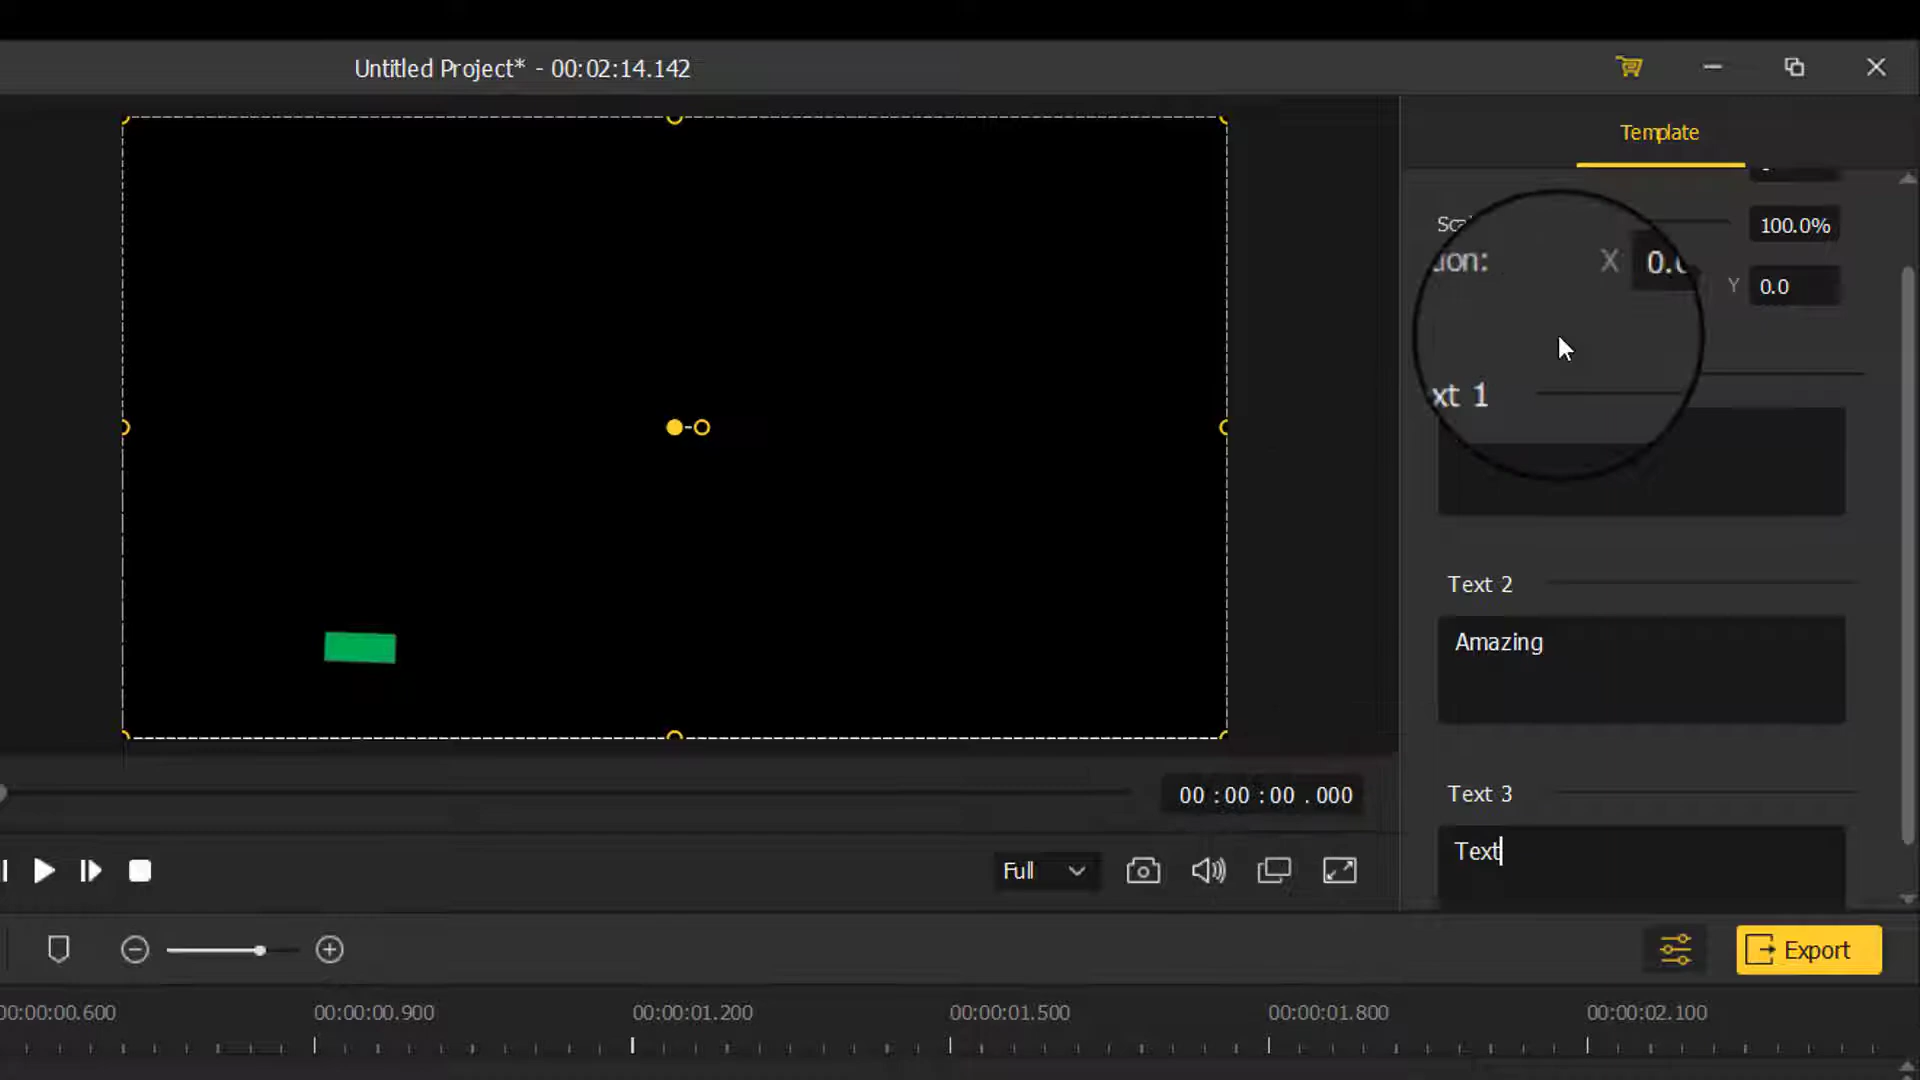 Untitled Project* - 00:02:14.142
Template
100.0%
X 0.0
Y 0.0
xt 1
Text 2
Amazing
Text 3
Text
00 :00 :00 .000
Full
Export
00:00:00.600
00:00:00.900
00:00:01.200
00:00:01.500
00:00:01.800
00:00:02.100